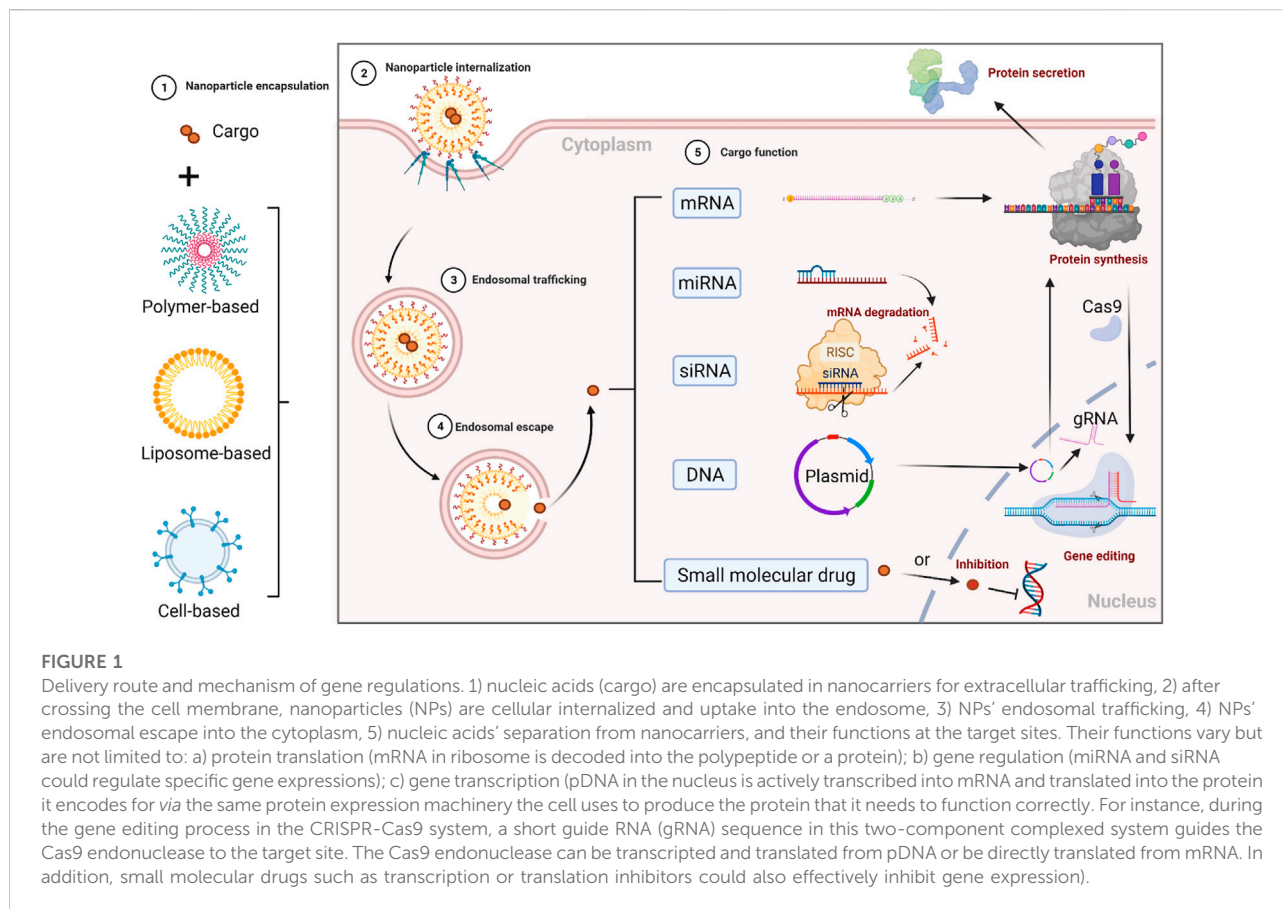 1 Nanoparticle encapsulation
Cargo
+
Polymer-based
Liposome-based
Cell-based
2 Nanoparticle internalization
Cytoplasm
3 Endosomal trafficking
4 Endosomal escape
5 Cargo function
mRNA
miRNA
siRNA
DNA
Small molecular drug
AAA
mRNA degradation
RISC
siRNA
Plasmid
or
Inhibition
Protein secretion
Protein synthesis
Cas9
gRNA
Gene editing
Nucleus
FIGURE 1
Delivery route and mechanism of gene regulations. 1) nucleic acids (cargo) are encapsulated in nanocarriers for extracellular trafficking, 2) after
crossing the cell membrane, nanoparticles (NPs) are cellular internalized and uptake into the endosome, 3) NPs' endosomal trafficking, 4) NPs'
endosomal escape into the cytoplasm, 5) nucleic acids' separation from nanocarriers, and their functions at the target sites. Their functions vary but
are not limited to: a) protein translation (mRNA in ribosome is decoded into the polypeptide or a protein); b) gene regulation (miRNA and siRNA
could regulate specific gene expressions); c) gene transcription (pDNA in the nucleus is actively transcribed into mRNA and translated into the protein
it encodes for via the same protein expression machinery the cell uses to produce the protein that it needs to function correctly. For instance, during
the gene editing process in the CRISPR-Cas9 system, a short guide RNA (gRNA) sequence in this two-component complexed system guides the
Cas9 endonuclease to the target site. The Cas9 endonuclease can be transcripted and translated from pDNA or be directly translated from mRNA. In
addition, small molecular drugs such as transcription or translation inhibitors could also effectively inhibit gene expression).